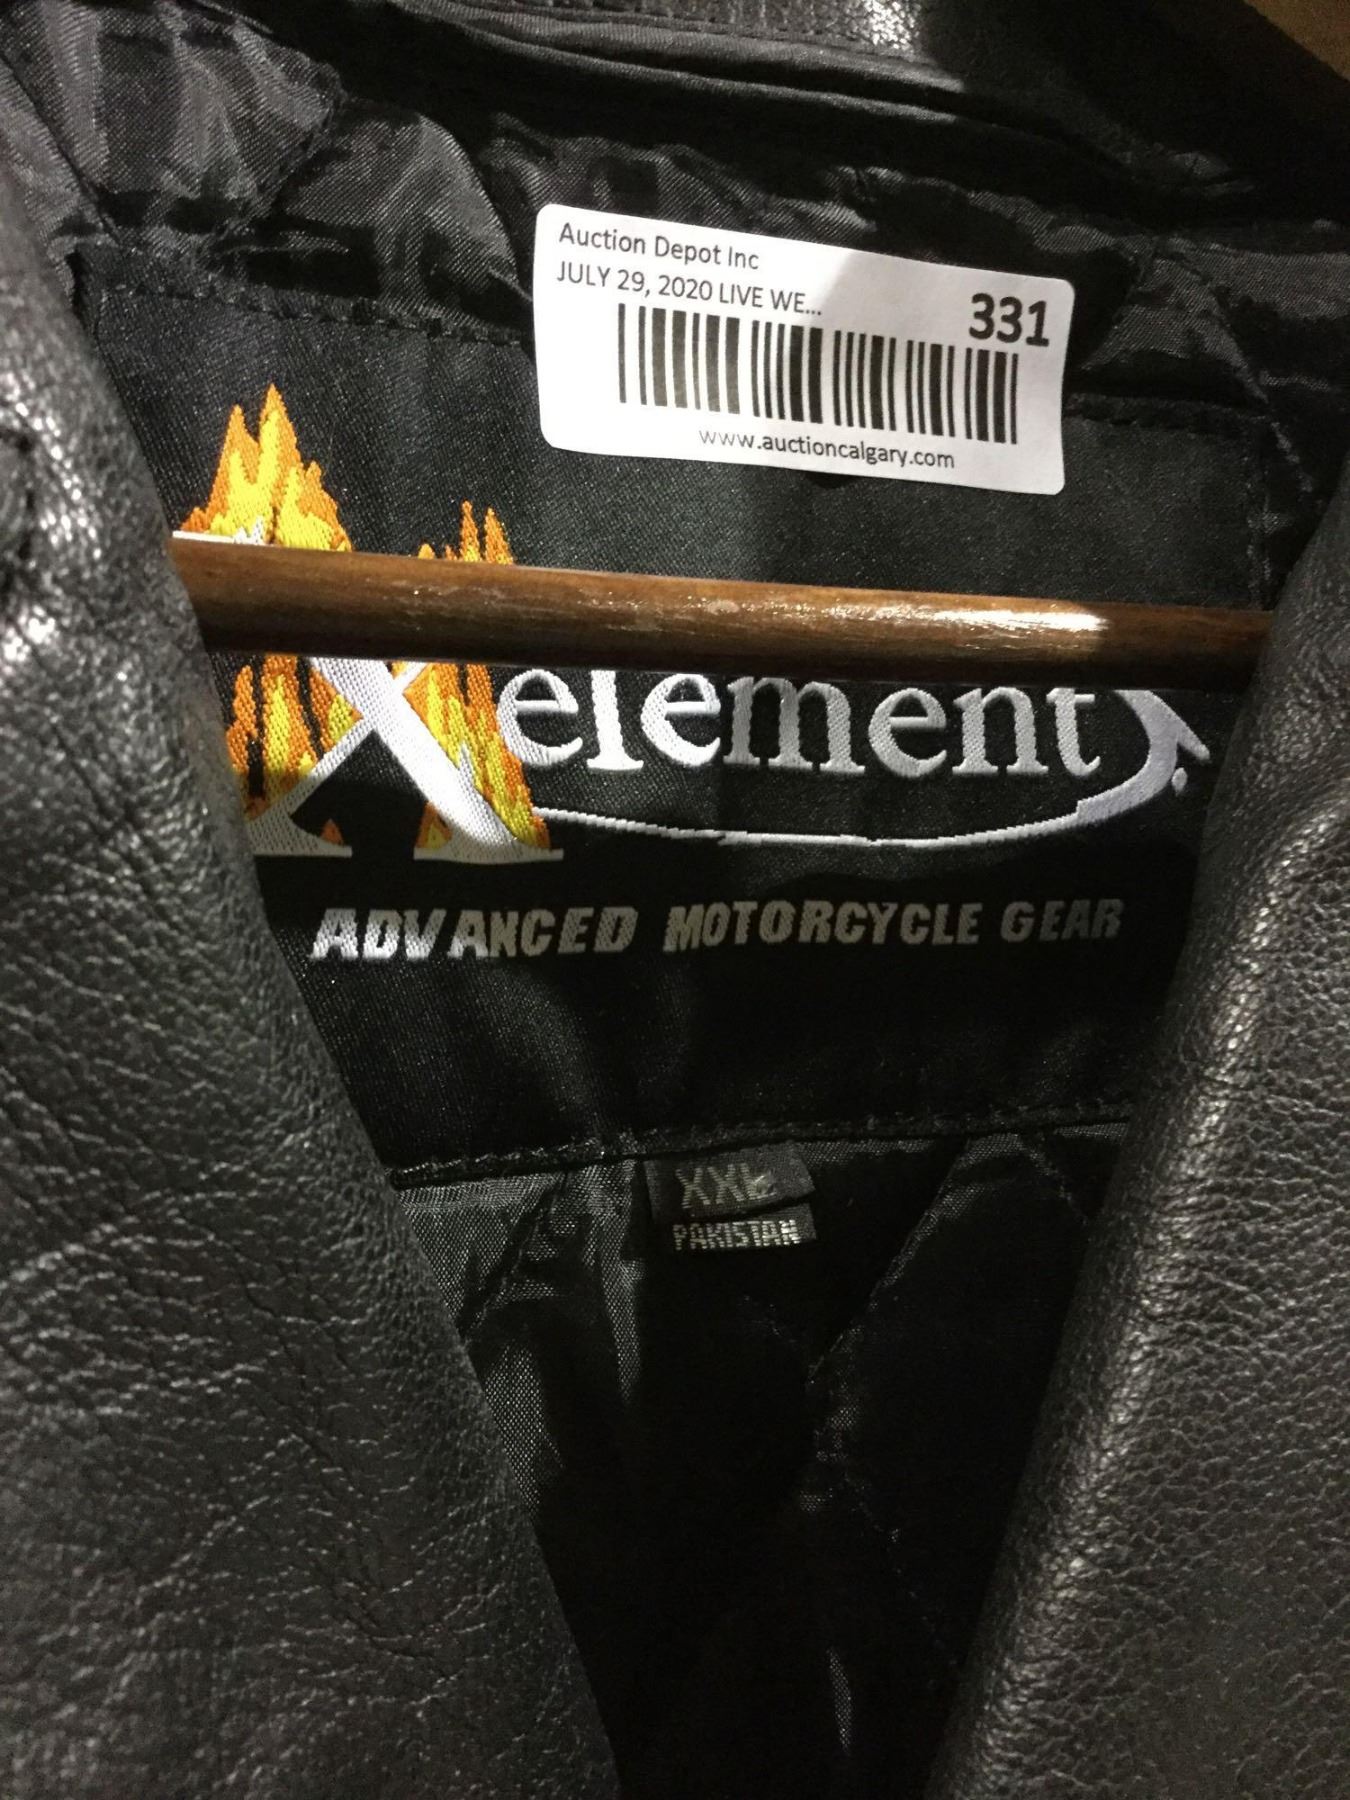 Auction Depot Inc
JULY 29, 2020 LIVE WE...
331
www.auctioncalgary.com
Xelement
ADVANCED MOTORCYCLE GEAR
XXL
PAKISTAN